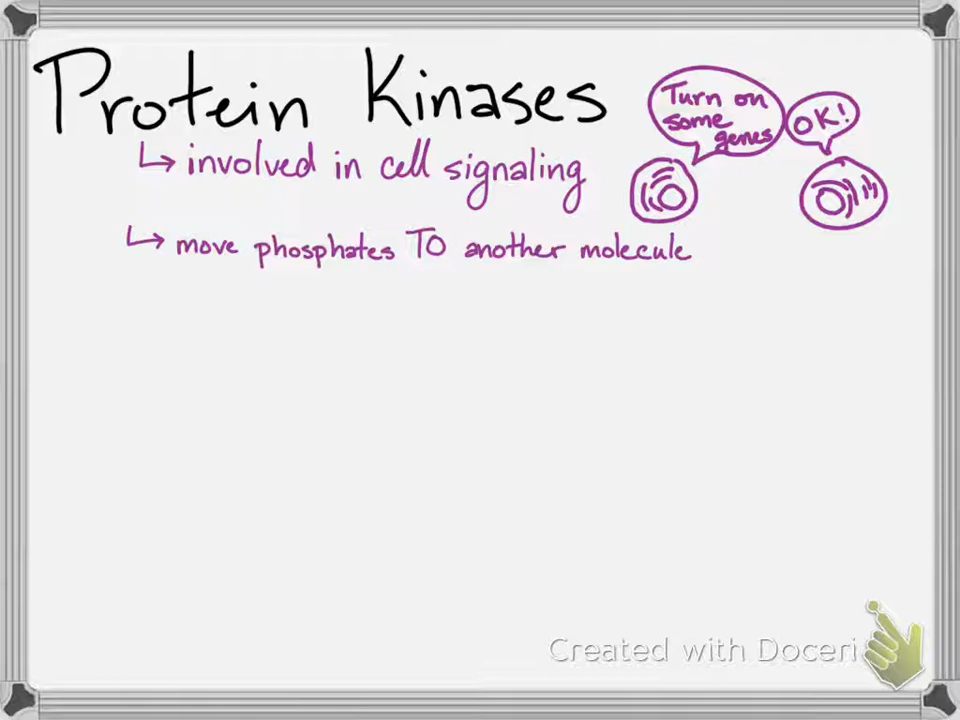 Protein Kinases
Turn on
some
genes
OK!
↳ involved in cell signaling
↳ move phosphates TO another molecule
Created with Doceri